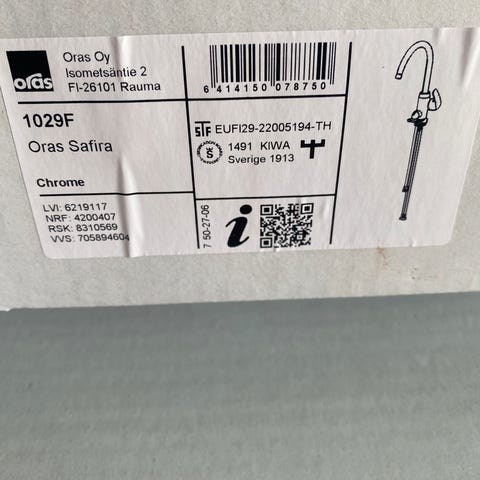 oras
Oras Oy
Isometsäntie 2
FI-26101 Rauma
6 414150 078750
1029F
Oras Safira
Chrome
LVI: 6219117
NRF: 4200407
RSK: 8310569
VVS: 705894604
STF EUFI29-22005194-TH
1491 KIWA
Sverige 1913
7 50-27-06
i